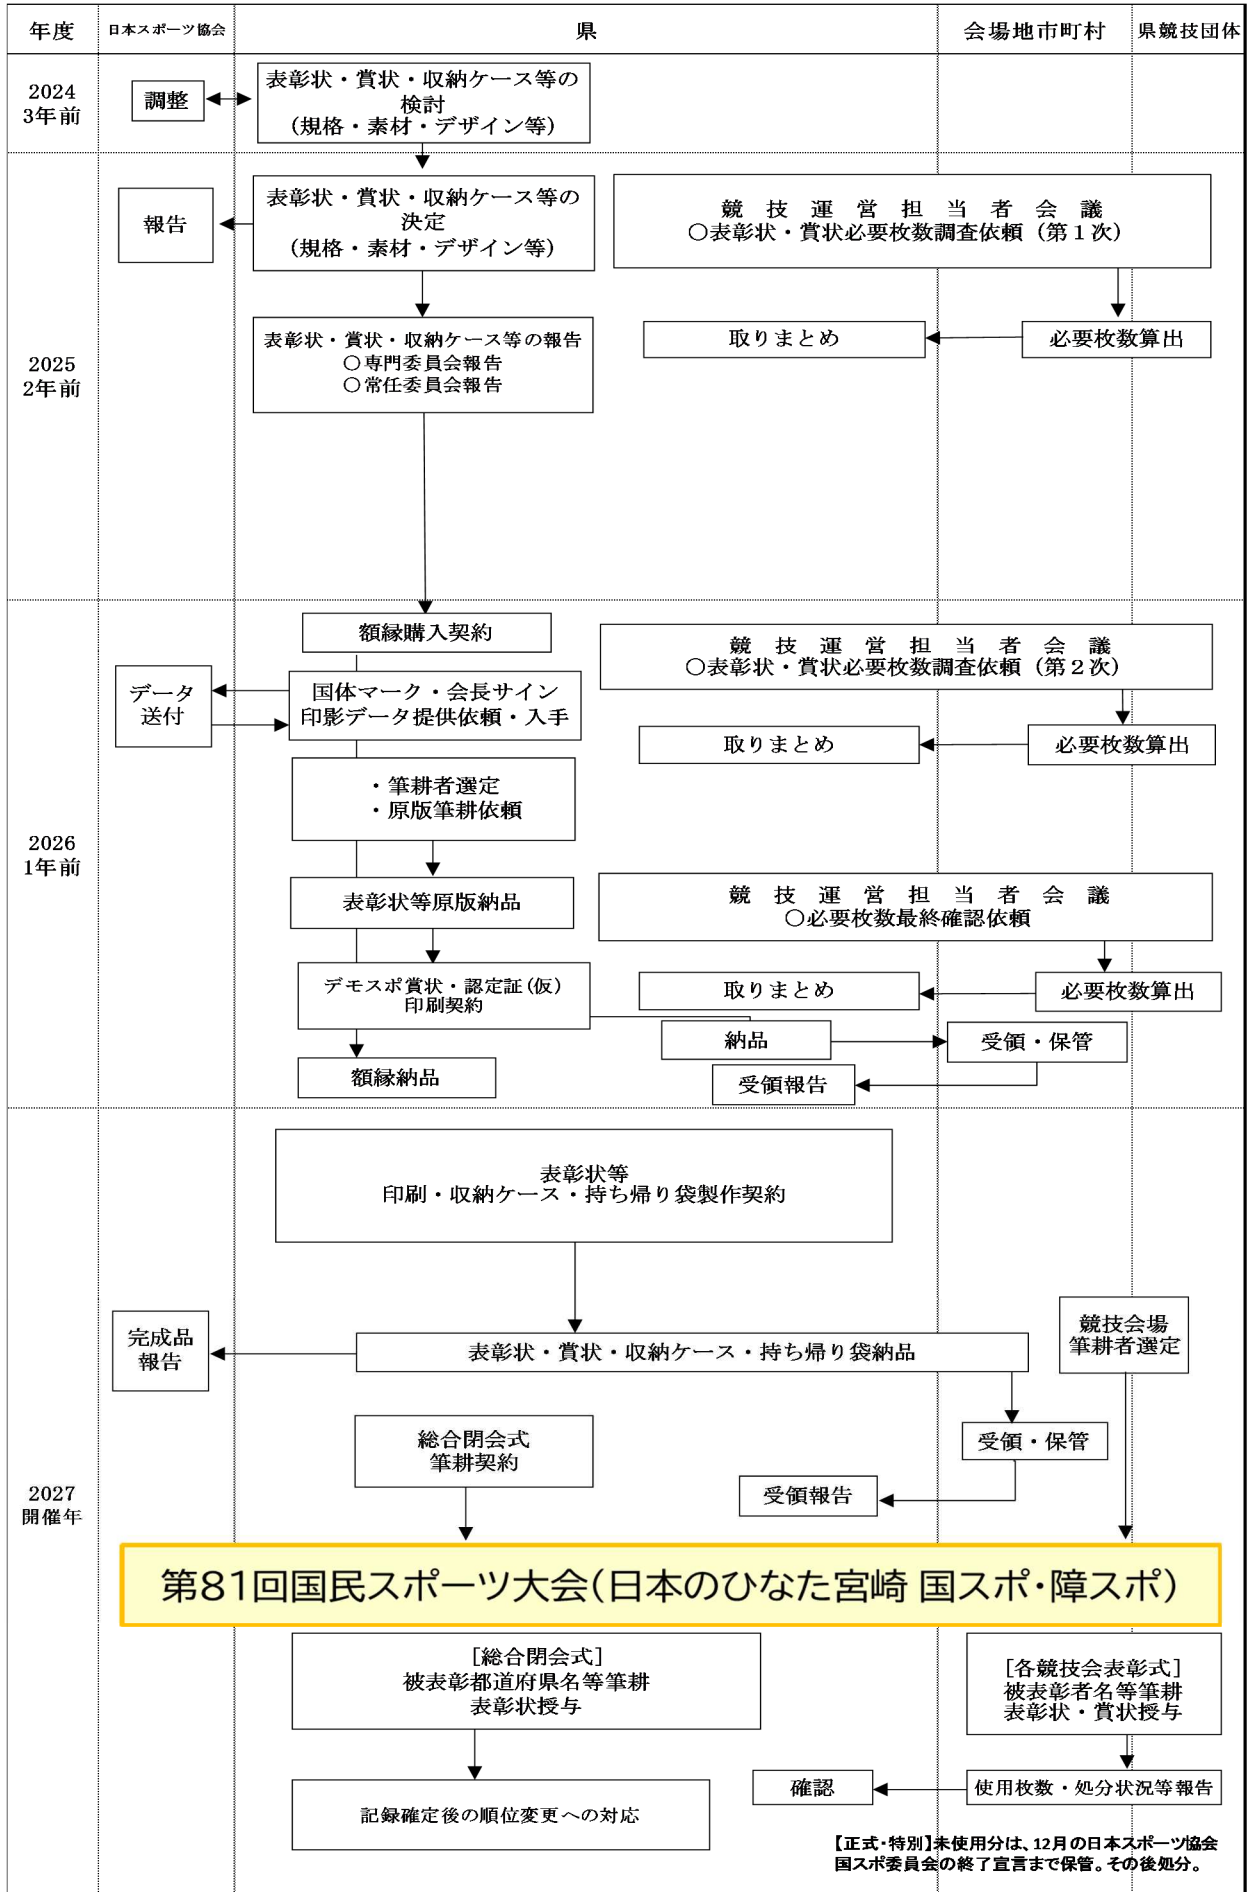 年度
日本スポーツ協会
県
会場地市町村
県競技団体
2024
3年前
調整
表彰状・賞状・収納ケース等の
検討
(規格・素材・デザイン等)
2025
2年前
報告
表彰状・賞状・収納ケース等の
決定
(規格・素材・デザイン等)
競技運営担当者会議
○表彰状・賞状必要枚数調査依頼(第1次)
表彰状・賞状・収納ケース等の報告
○専門委員会報告
○常任委員会報告
取りまとめ
必要枚数算出
2026
1年前
額縁購入契約
競技運営担当者会議
○表彰状・賞状必要枚数調査依頼(第2次)
データ
送付
国体マーク・会長サイン
印影データ提供依頼・入手
取りまとめ
必要枚数算出
・筆耕者選定
・原版筆耕依頼
表彰状等原版納品
競技運営担当者会議
○必要枚数最終確認依頼
デモスポ賞状・認定証(仮)
印刷契約
取りまとめ
必要枚数算出
納品
受領・保管
額縁納品
受領報告
2027
開催年
表彰状等
印刷・収納ケース・持ち帰り袋製作契約
完成品
報告
表彰状・賞状・収納ケース・持ち帰り袋納品
競技会場
筆耕者選定
総合閉会式
筆耕契約
受領・保管
受領報告
第81回国民スポーツ大会(日本のひなた宮崎 国スポ・障スポ)
[総合閉会式]
被表彰都道府県名等筆耕
表彰状授与
[各競技会表彰式]
被表彰者名等筆耕
表彰状・賞状授与
記録確定後の順位変更への対応
確認
使用枚数・処分状況等報告
【正式・特別】未使用分は、12月の日本スポーツ協会
国スポ委員会の終了宣言まで保管。その後処分。